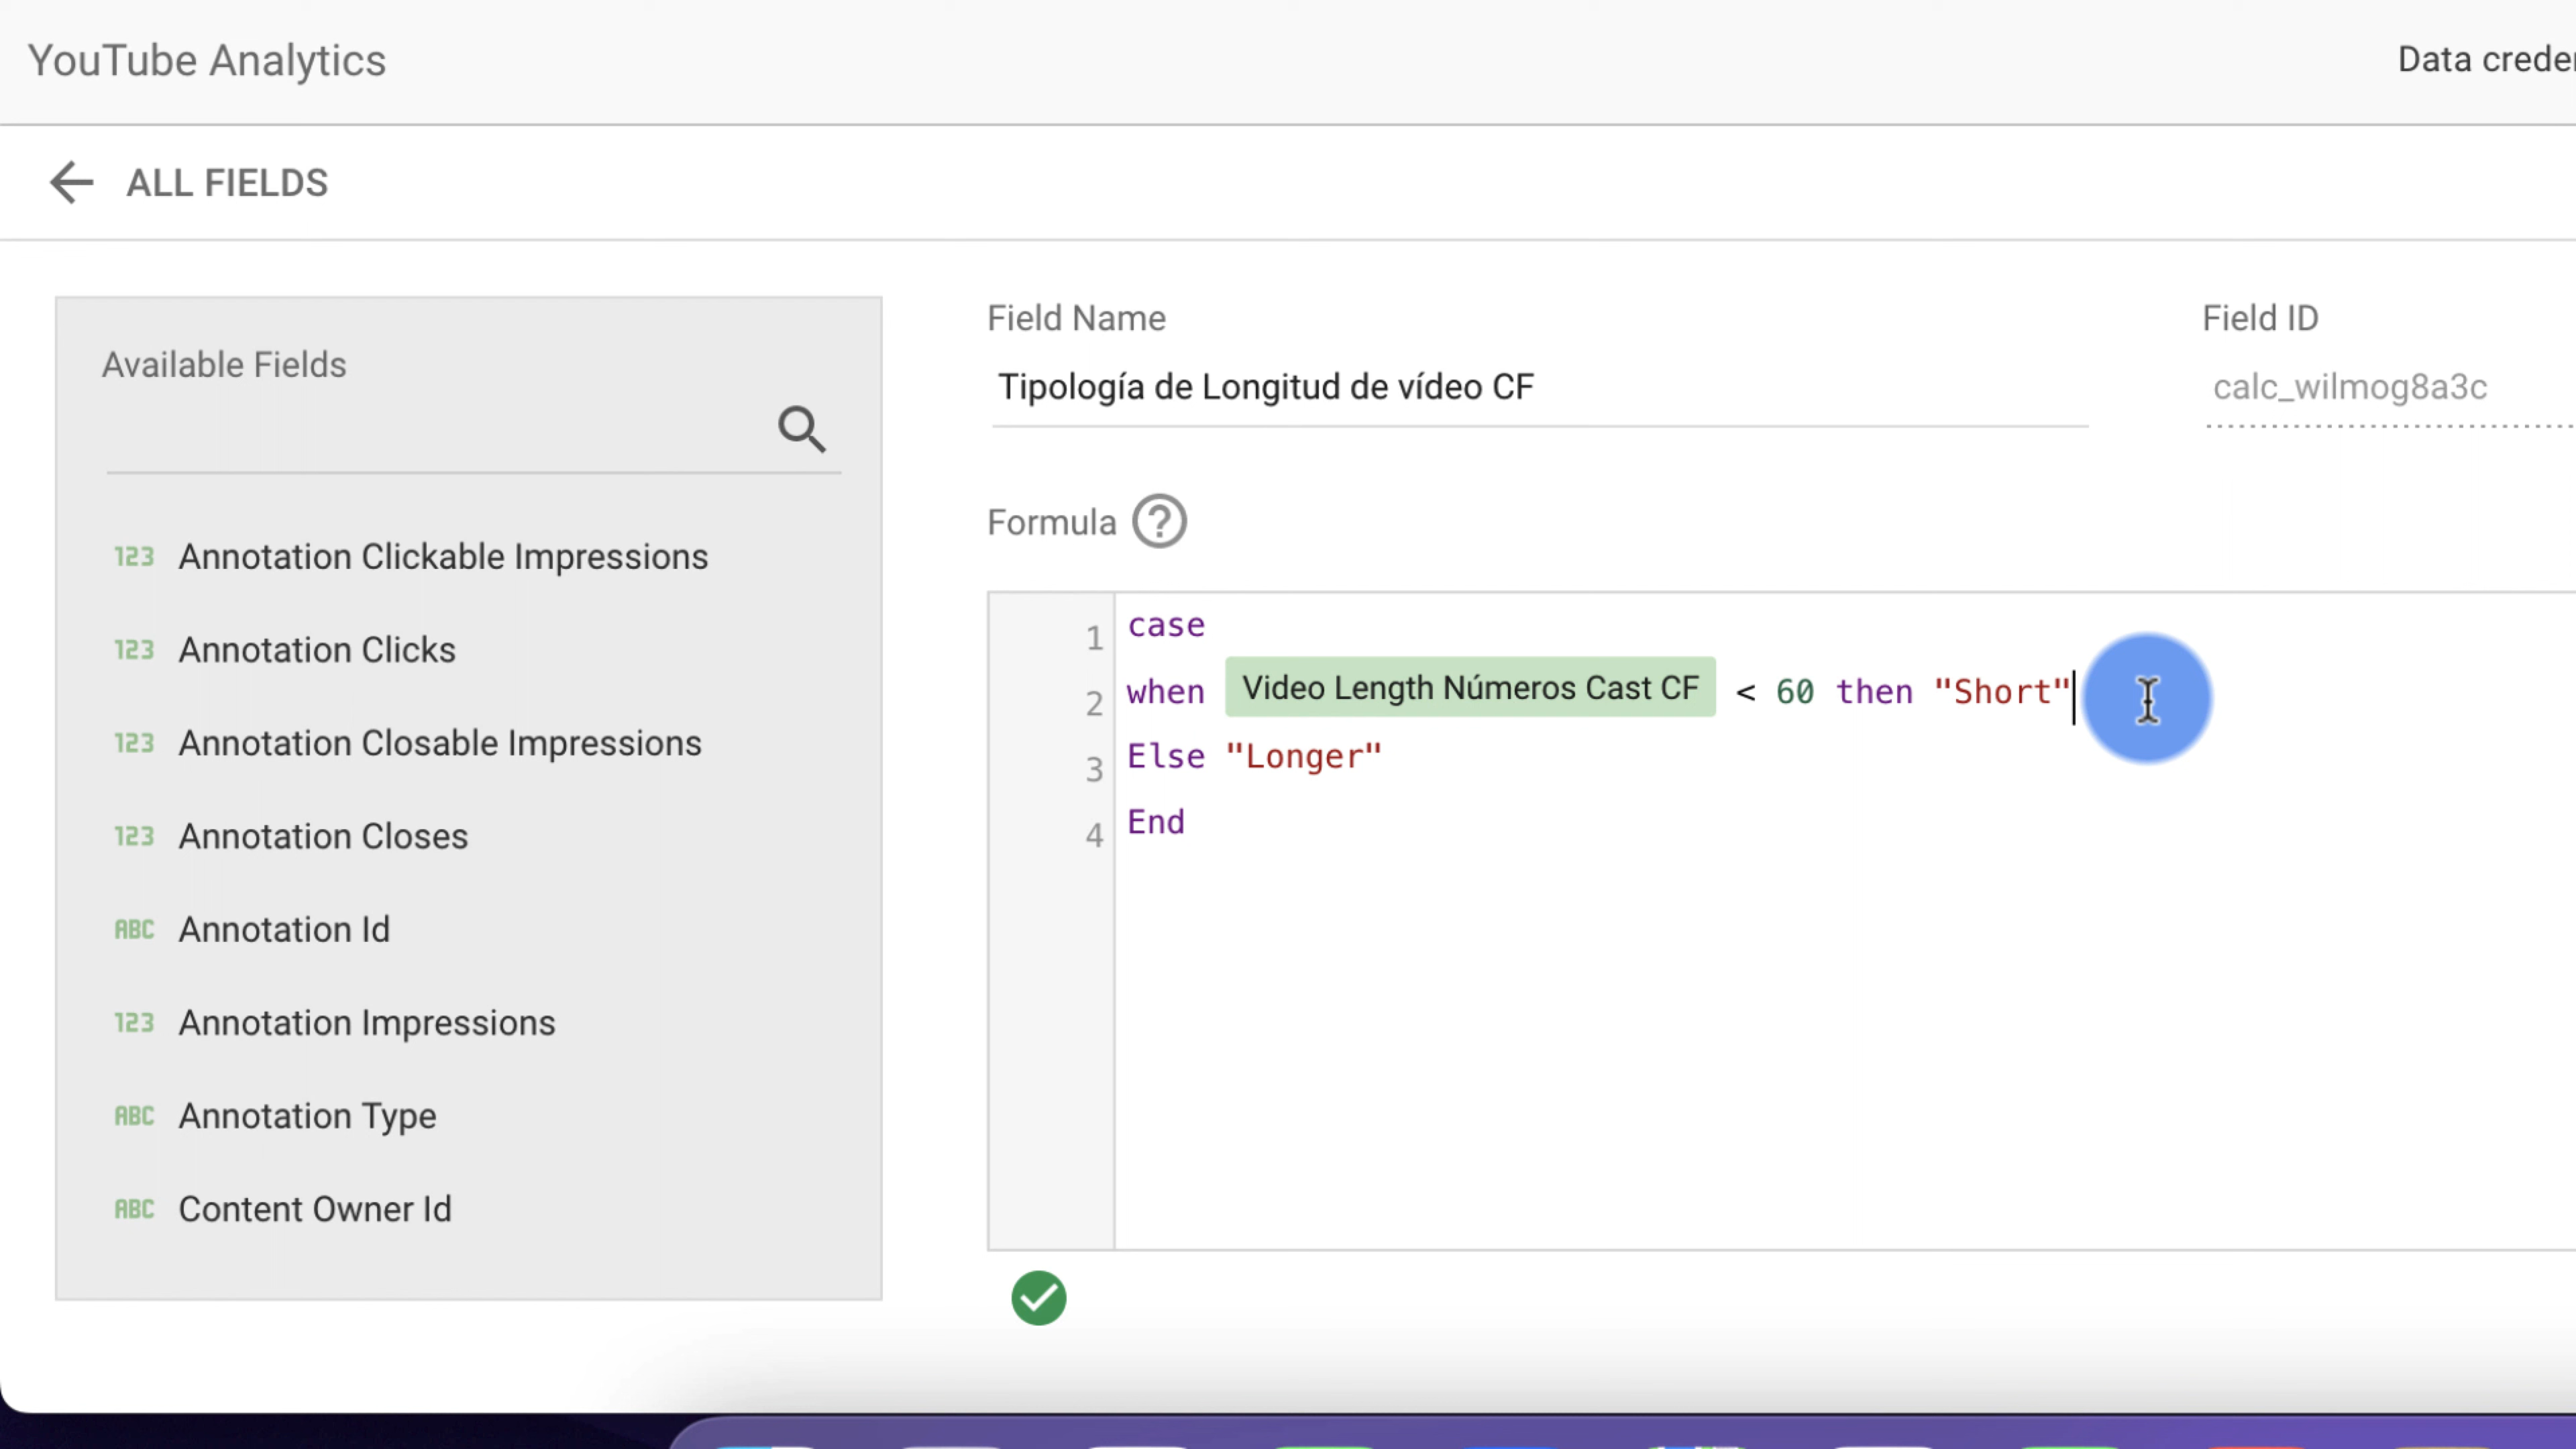 YouTube Analytics
Data creden
ALL FIELDS
Available Fields
123 Annotation Clickable Impressions
123 Annotation Clicks
123 Annotation Closable Impressions
123 Annotation Closes
ABC Annotation Id
123 Annotation Impressions
ABC Annotation Type
ABC Content Owner Id
Field Name
Tipología de Longitud de vídeo CF
Field ID
calc_wilmog8a3c
Formula ?
1 case
2 when Video Length Números Cast CF < 60 then "Short"
3 Else "Longer"
4 End